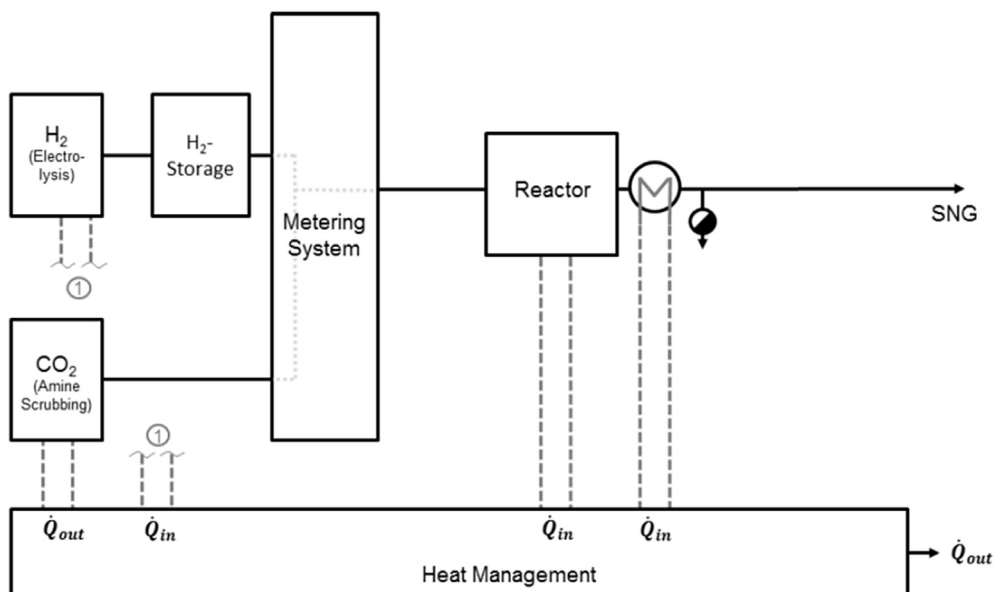 H₂
(Electro-
lysis)
H₂-
Storage
Metering
System
Reactor
SNG
①
CO₂
(Amine
Scrubbing)
①
Q̇out
Q̇in
Q̇in
Q̇in
Q̇out
Heat Management